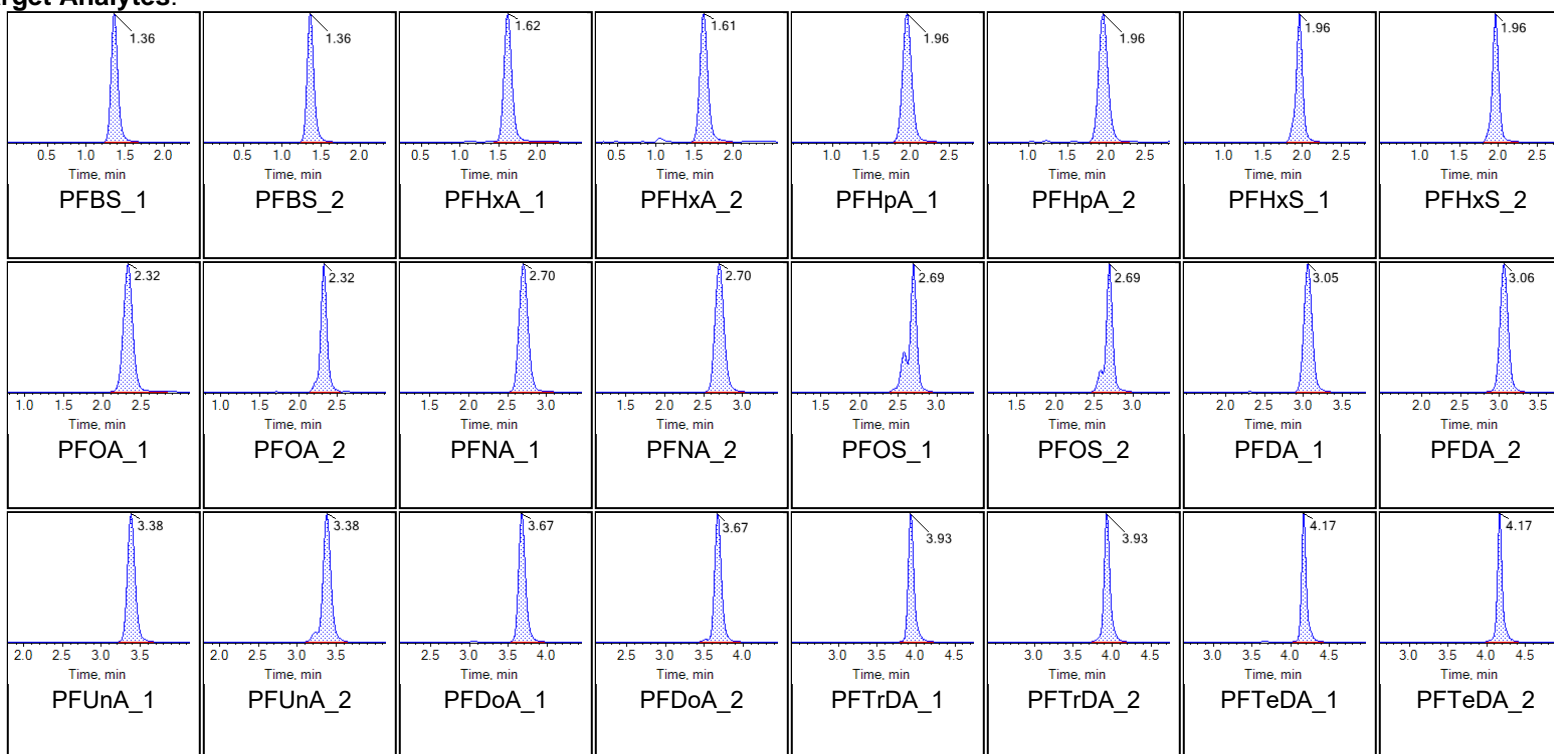 rget Analytes:
1.36 1.36 1.62 1.61 1.96 1.96 1.96 1.96
0.5 1.0 1.5 2.0 0.5 1.0 1.5 2.0 0.5 1.0 1.5 2.0 0.5 1.0 1.5 2.0 1.0 1.5 2.0 2.5 1.0 1.5 2.0 2.5 1.0 1.5 2.0 2.5 1.0 1.5 2.0 2.5
Time, min Time, min Time, min Time, min Time, min Time, min Time, min Time, min
PFBS_1 PFBS_2 PFHxA_1 PFHxA_2 PFHpA_1 PFHpA_2 PFHxS_1 PFHxS_2
2.32 2.32 2.70 2.70 2.69 2.69 3.05 3.06
1.0 1.5 2.0 2.5 1.0 1.5 2.0 2.5 1.5 2.0 2.5 3.0 1.5 2.0 2.5 3.0 1.5 2.0 2.5 3.0 1.5 2.0 2.5 3.0 2.0 2.5 3.0 3.5 2.0 2.5 3.0 3.5
Time, min Time, min Time, min Time, min Time, min Time, min Time, min Time, min
PFOA_1 PFOA_2 PFNA_1 PFNA_2 PFOS_1 PFOS_2 PFDA_1 PFDA_2
3.38 3.38 3.67 3.67 3.93 3.93 4.17 4.17
2.0 2.5 3.0 3.5 2.0 2.5 3.0 3.5 2.5 3.0 3.5 4.0 2.5 3.0 3.5 4.0 3.0 3.5 4.0 4.5 3.0 3.5 4.0 4.5 3.0 3.5 4.0 4.5 3.0 3.5 4.0 4.5
Time, min Time, min Time, min Time, min Time, min Time, min Time, min Time, min
PFUnA_1 PFUnA_2 PFDoA_1 PFDoA_2 PFTrDA_1 PFTrDA_2 PFTeDA_1 PFTeDA_2